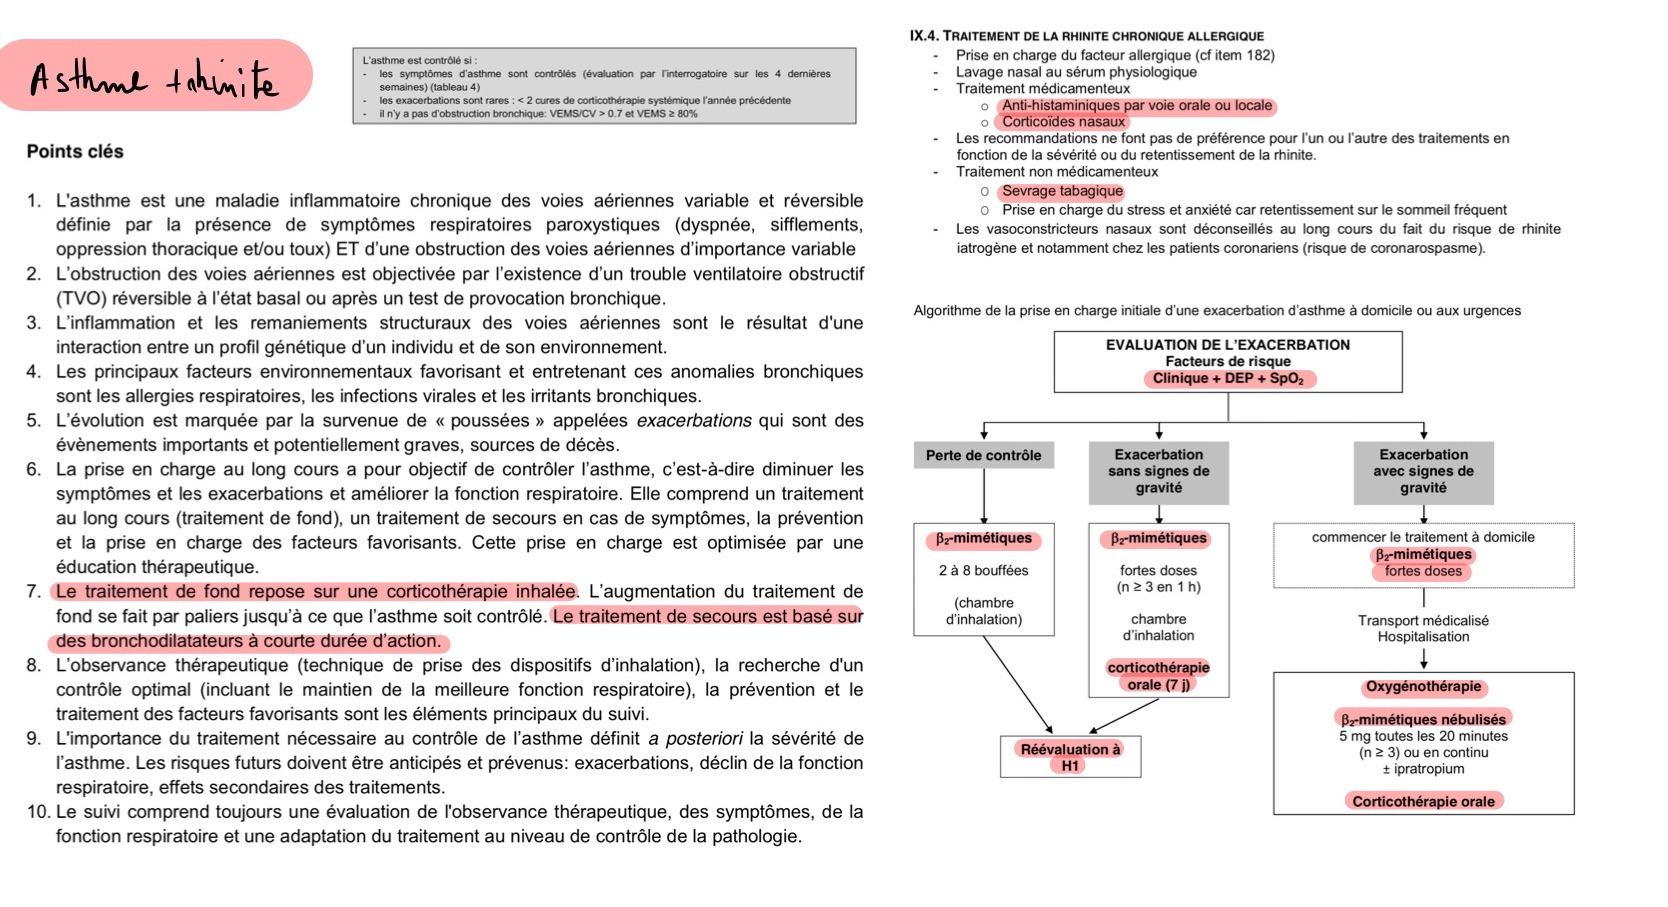 Asthme + rhinite
L'asthme est contrôlé si :
- les symptômes d'asthme sont contrôlés (évaluation par l'interrogatoire sur les 4 dernières
semaines) (tableau 4)
- les exacerbations sont rares : < 2 cures de corticothérapie systémique l'année précédente
- il n'y a pas d'obstruction bronchique: VEMS/CV > 0.7 et VEMS ≥ 80%
Points clés
1. L'asthme est une maladie inflammatoire chronique des voies aériennes variable et réversible
définie par la présence de symptômes respiratoires paroxystiques (dyspnée, sifflements,
oppression thoracique et/ou toux) ET d'une obstruction des voies aériennes d'importance variable
2. L'obstruction des voies aériennes est objectivée par l'existence d'un trouble ventilatoire obstructif
(TVO) réversible à l'état basal ou après un test de provocation bronchique.
3. L'inflammation et les remaniements structuraux des voies aériennes sont le résultat d'une
interaction entre un profil génétique d'un individu et de son environnement.
4. Les principaux facteurs environnementaux favorisant et entretenant ces anomalies bronchiques
sont les allergies respiratoires, les infections virales et les irritants bronchiques.
5. L'évolution est marquée par la survenue de « poussées » appelées exacerbations qui sont des
évènements importants et potentiellement graves, sources de décès.
6. La prise en charge au long cours a pour objectif de contrôler l'asthme, c'est-à-dire diminuer les
symptômes et les exacerbations et améliorer la fonction respiratoire. Elle comprend un traitement
au long cours (traitement de fond), un traitement de secours en cas de symptômes, la prévention
et la prise en charge des facteurs favorisants. Cette prise en charge est optimisée par une
éducation thérapeutique.
7. Le traitement de fond repose sur une corticothérapie inhalée. L'augmentation du traitement de
fond se fait par paliers jusqu'à ce que l'asthme soit contrôlé. Le traitement de secours est basé sur
des bronchodilatateurs à courte durée d'action.
8. L'observance thérapeutique (technique de prise des dispositifs d'inhalation), la recherche d'un
contrôle optimal (incluant le maintien de la meilleure fonction respiratoire), la prévention et le
traitement des facteurs favorisants sont les éléments principaux du suivi.
9. L'importance du traitement nécessaire au contrôle de l'asthme définit a posteriori la sévérité de
l'asthme. Les risques futurs doivent être anticipés et prévenus: exacerbations, déclin de la fonction
respiratoire, effets secondaires des traitements.
10. Le suivi comprend toujours une évaluation de l'observance thérapeutique, des symptômes, de la
fonction respiratoire et une adaptation du traitement au niveau de contrôle de la pathologie.
IX.4. TRAITEMENT DE LA RHINITE CHRONIQUE ALLERGIQUE
- Prise en charge du facteur allergique (cf item 182)
- Lavage nasal au sérum physiologique
- Traitement médicamenteux
o Anti-histaminiques par voie orale ou locale
o Corticoïdes nasaux
- Les recommandations ne font pas de préférence pour l'un ou l'autre des traitements en
fonction de la sévérité ou du retentissement de la rhinite.
- Traitement non médicamenteux
o Sevrage tabagique
o Prise en charge du stress et anxiété car retentissement sur le sommeil fréquent
- Les vasoconstricteurs nasaux sont déconseillés au long cours du fait du risque de rhinite
iatrogène et notamment chez les patients coronariens (risque de coronarospasme).
Algorithme de la prise en charge initiale d'une exacerbation d'asthme à domicile ou aux urgences
EVALUATION DE L'EXACERBATION
Facteurs de risque
Clinique + DEP + SpO₂
Perte de contrôle
β₂-mimétiques
2 à 8 bouffées
(chambre
d'inhalation)
Exacerbation
sans signes de
gravité
β₂-mimétiques
fortes doses
(n ≥ 3 en 1 h)
chambre
d'inhalation
corticothérapie
orale (7 j)
Réévaluation à
H1
Exacerbation
avec signes de
gravité
commencer le traitement à domicile
β₂-mimétiques
fortes doses
Transport médicalisé
Hospitalisation
Oxygénothérapie
β₂-mimétiques nébulisés
5 mg toutes les 20 minutes
(n ≥ 3) ou en continu
± ipratropium
Corticothérapie orale